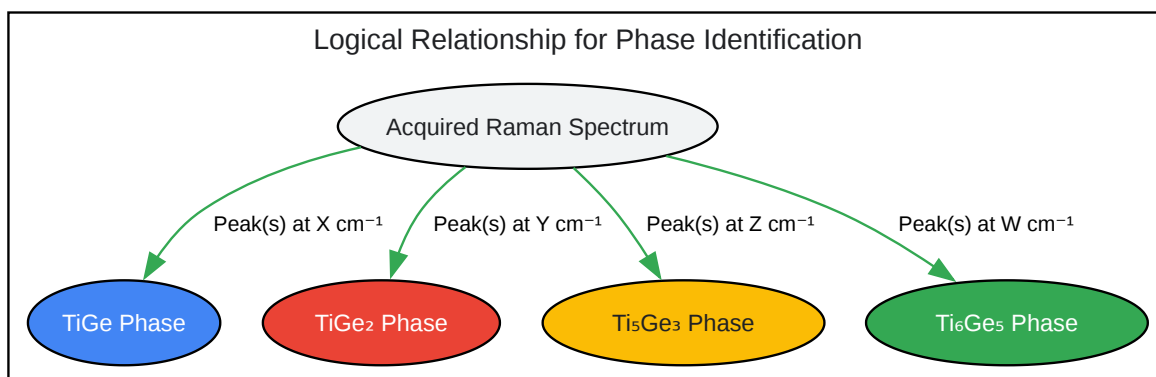 Logical Relationship for Phase Identification
Acquired Raman Spectrum
Peak(s) at X cm⁻¹
Peak(s) at Y cm⁻¹
Peak(s) at Z cm⁻¹
Peak(s) at W cm⁻¹
TiGe Phase
TiGe₂ Phase
Ti₅Ge₃ Phase
Ti₆Ge₅ Phase